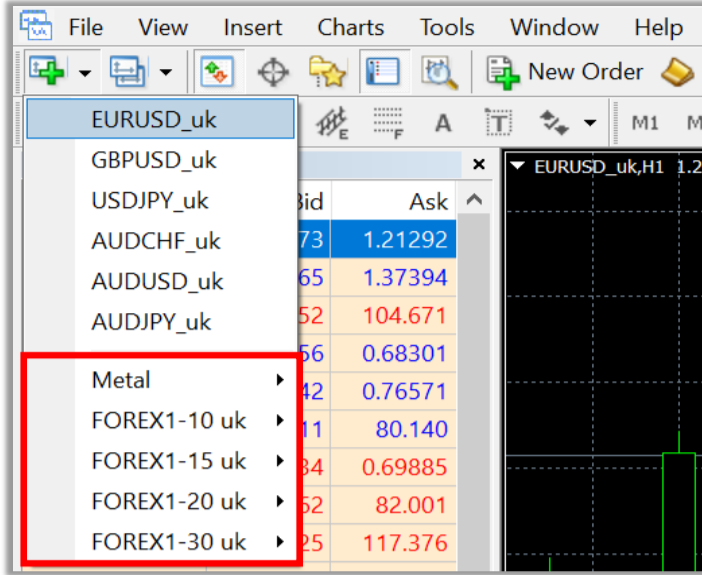 File View Insert Charts Tools Window Help
New Order
E F A T M1
EURUSD_uk
GBPUSD_uk
USDJPY_uk
AUDCHF_uk
AUDUSD_uk
AUDJPY_uk
Metal
FOREX1-10 uk
FOREX1-15 uk
FOREX1-20 uk
FOREX1-30 uk
Ask
73 1.21292
65 1.37394
52 104.671
56 0.68301
42 0.76571
11 80.140
34 0.69885
62 82.001
25 117.376
EURUSD_uk,H1 1.2